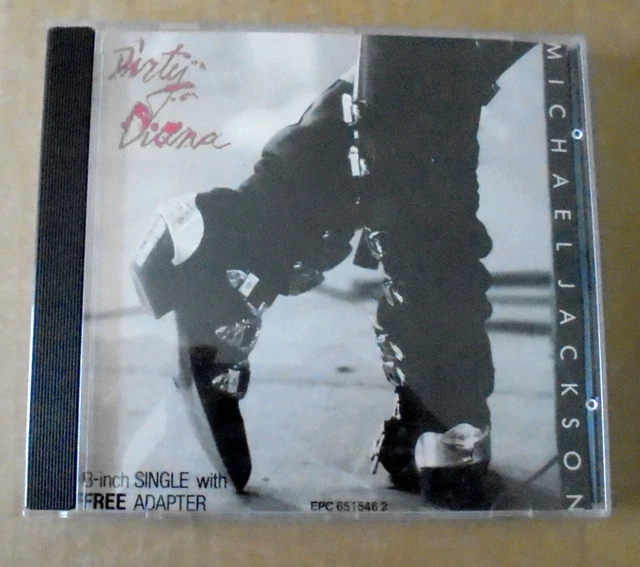 Dirty
Diana
MICHAEL JACKSON
3-inch SINGLE with
FREE ADAPTER
EPC 651546 2